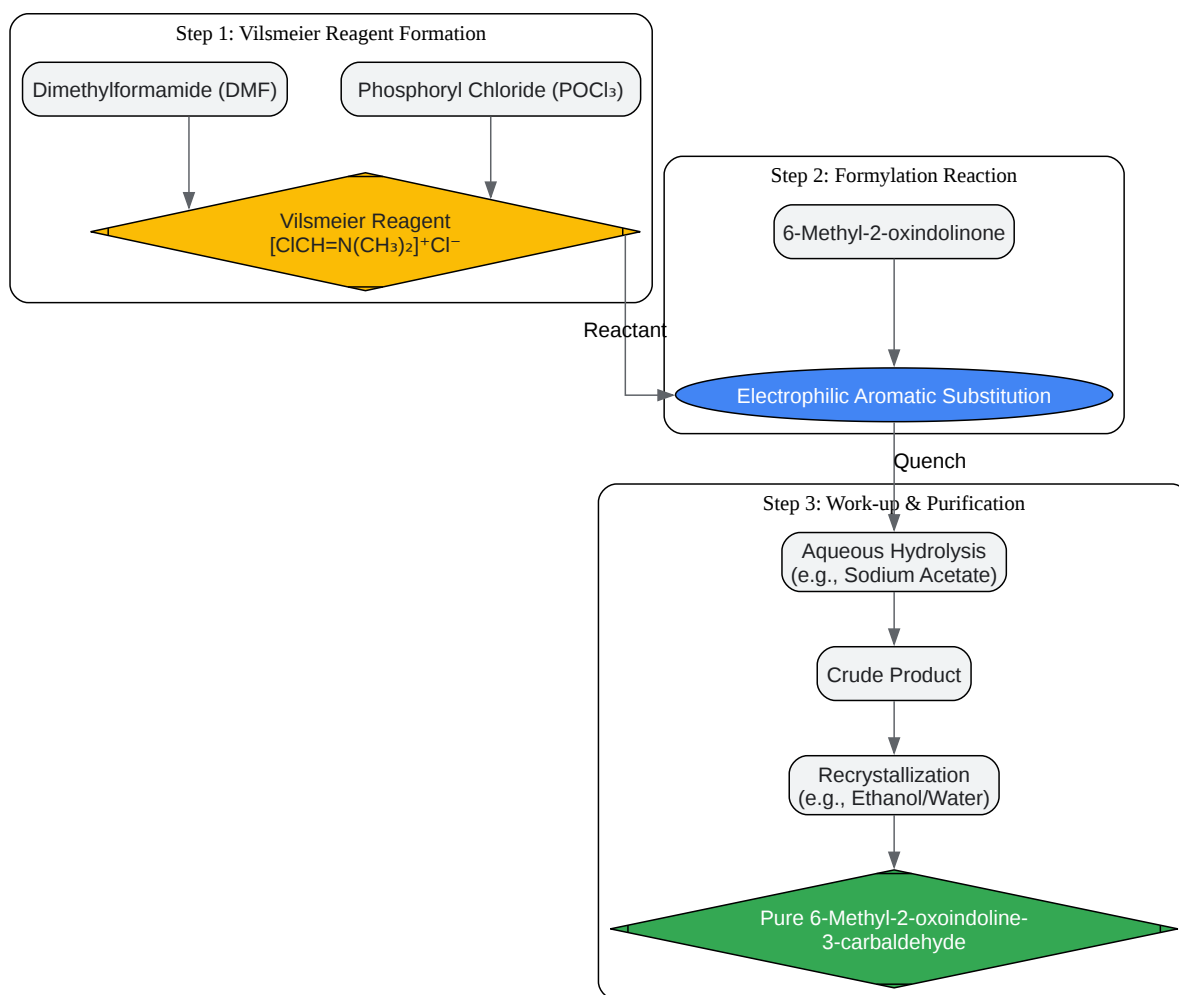 Step 1: Vilsmeier Reagent Formation
Dimethylformamide (DMF)
Phosphoryl Chloride (POCl₃)
Vilsmeier Reagent
[ClCH=N(CH₃)₂]⁺Cl⁻
Reactant
Step 2: Formylation Reaction
6-Methyl-2-oxindolinone
Electrophilic Aromatic Substitution
Quench
Step 3: Work-up & Purification
Aqueous Hydrolysis
(e.g., Sodium Acetate)
Crude Product
Recrystallization
(e.g., Ethanol/Water)
Pure 6-Methyl-2-oxoindoline-
3-carbaldehyde